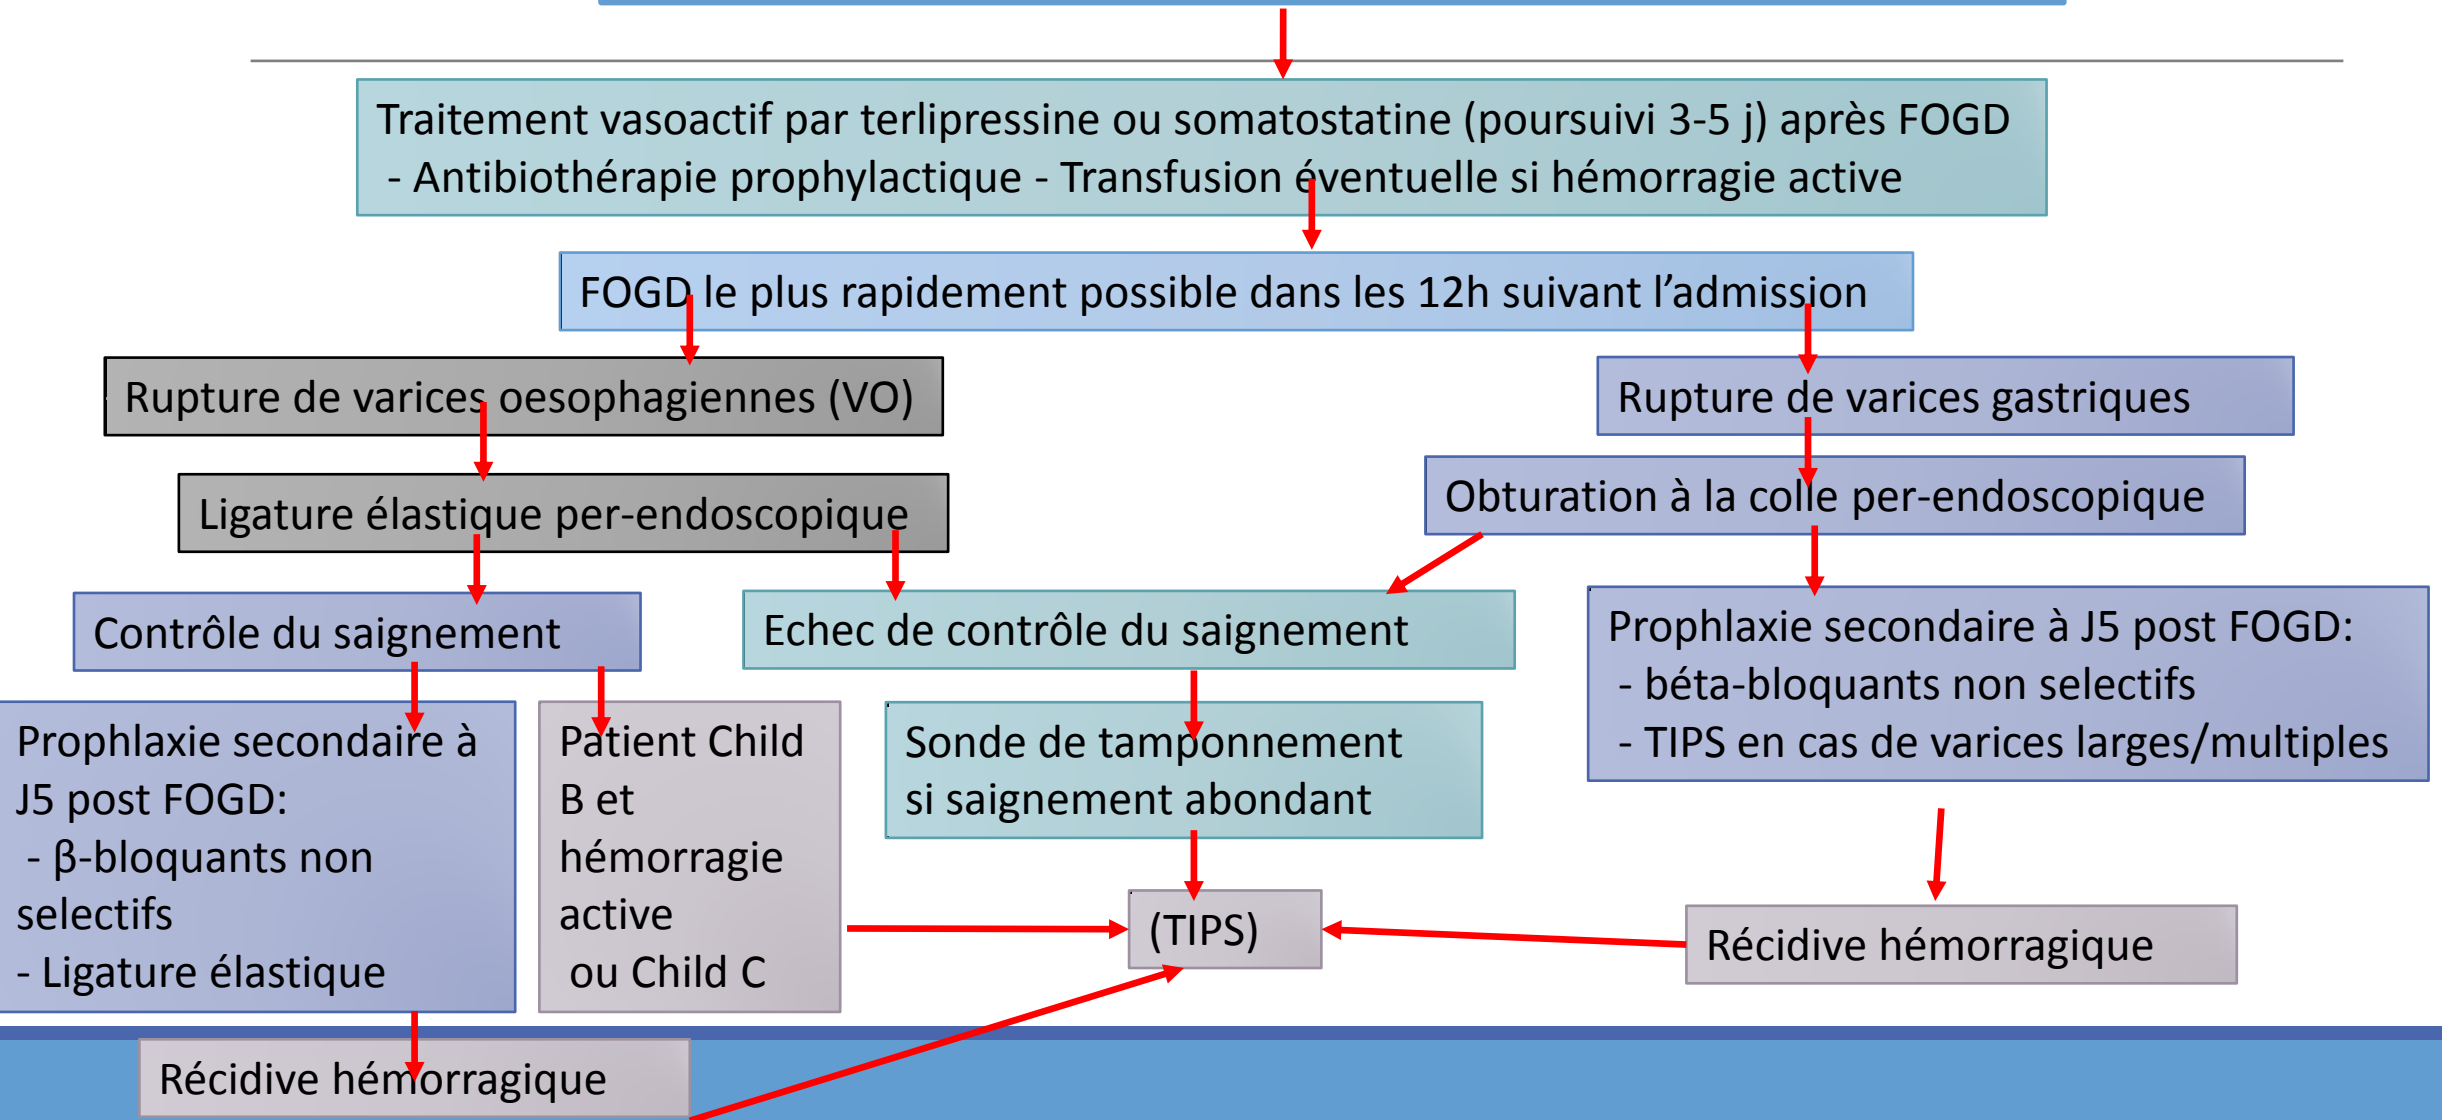 Traitement vasoactif par terlipressine ou somatostatine (poursuivi 3-5 j) après FOGD
- Antibiothérapie prophylactique - Transfusion éventuelle si hémorragie active
FOGD le plus rapidement possible dans les 12h suivant l’admission
Rupture de varices oesophagiennes (VO)
Rupture de varices gastriques
Ligature élastique per-endoscopique
Obturation à la colle per-endoscopique
Contrôle du saignement
Echec de contrôle du saignement
Prophlaxie secondaire à J5 post FOGD:
- béta-bloquants non selectifs
- TIPS en cas de varices larges/multiples
Prophlaxie secondaire à
J5 post FOGD:
- β-bloquants non
selectifs
- Ligature élastique
Patient Child
B et
hémorragie
active
ou Child C
Sonde de tamponnement
si saignement abondant
(TIPS)
Récidive hémorragique
Récidive hémorragique